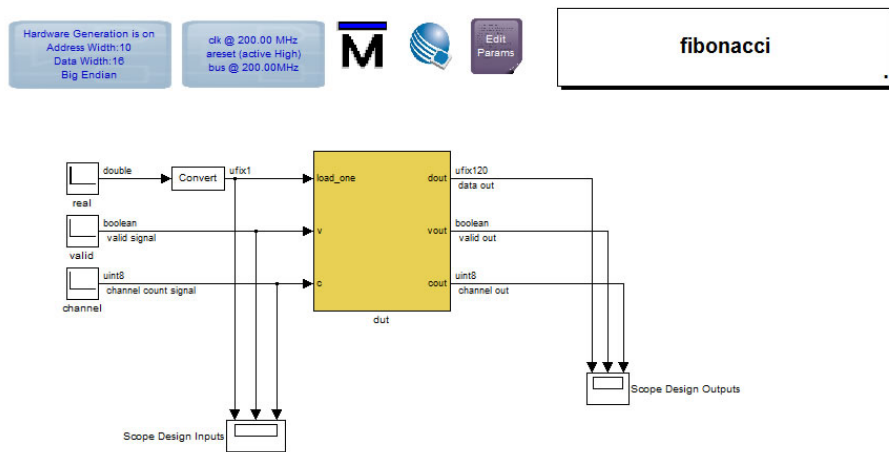 Hardware Generation is on
Address Width:10
Data Width:16
Big Endian
clk @ 200.00 MHz
areset (active High)
bus @ 200.00MHz
M
Edit
Params
fibonacci
double
Convert
ufix1
real
load_one
dout
ufix120
data out
boolean
valid signal
valid
v
vout
boolean
valid out
uint8
channel count signal
channel
c
cout
uint8
channel out
dut
Scope Design Outputs
Scope Design Inputs